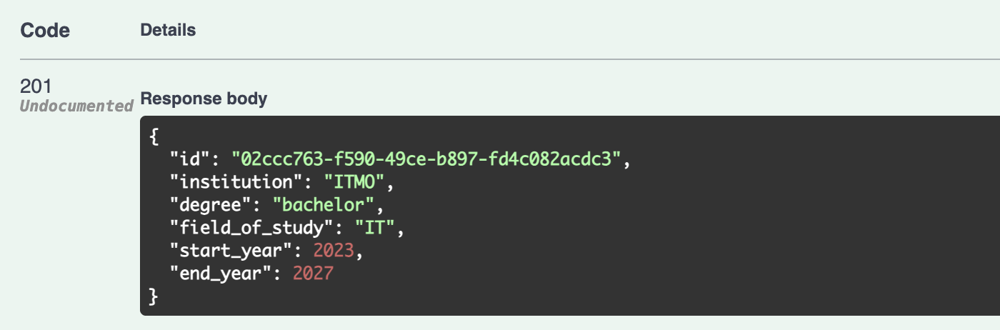 Code Details
201
Undocumented
Response body
{
  "id": "02ccc763-f590-49ce-b897-fd4c082acdc3",
  "institution": "ITMO",
  "degree": "bachelor",
  "field_of_study": "IT",
  "start_year": 2023,
  "end_year": 2027
}